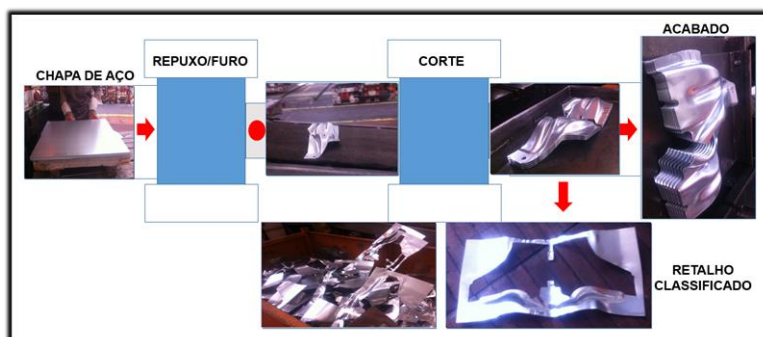 ACABADO
REPUXO/FURO
CORTE
CHAPA DE AÇO
RETALHO
CLASSIFICADO